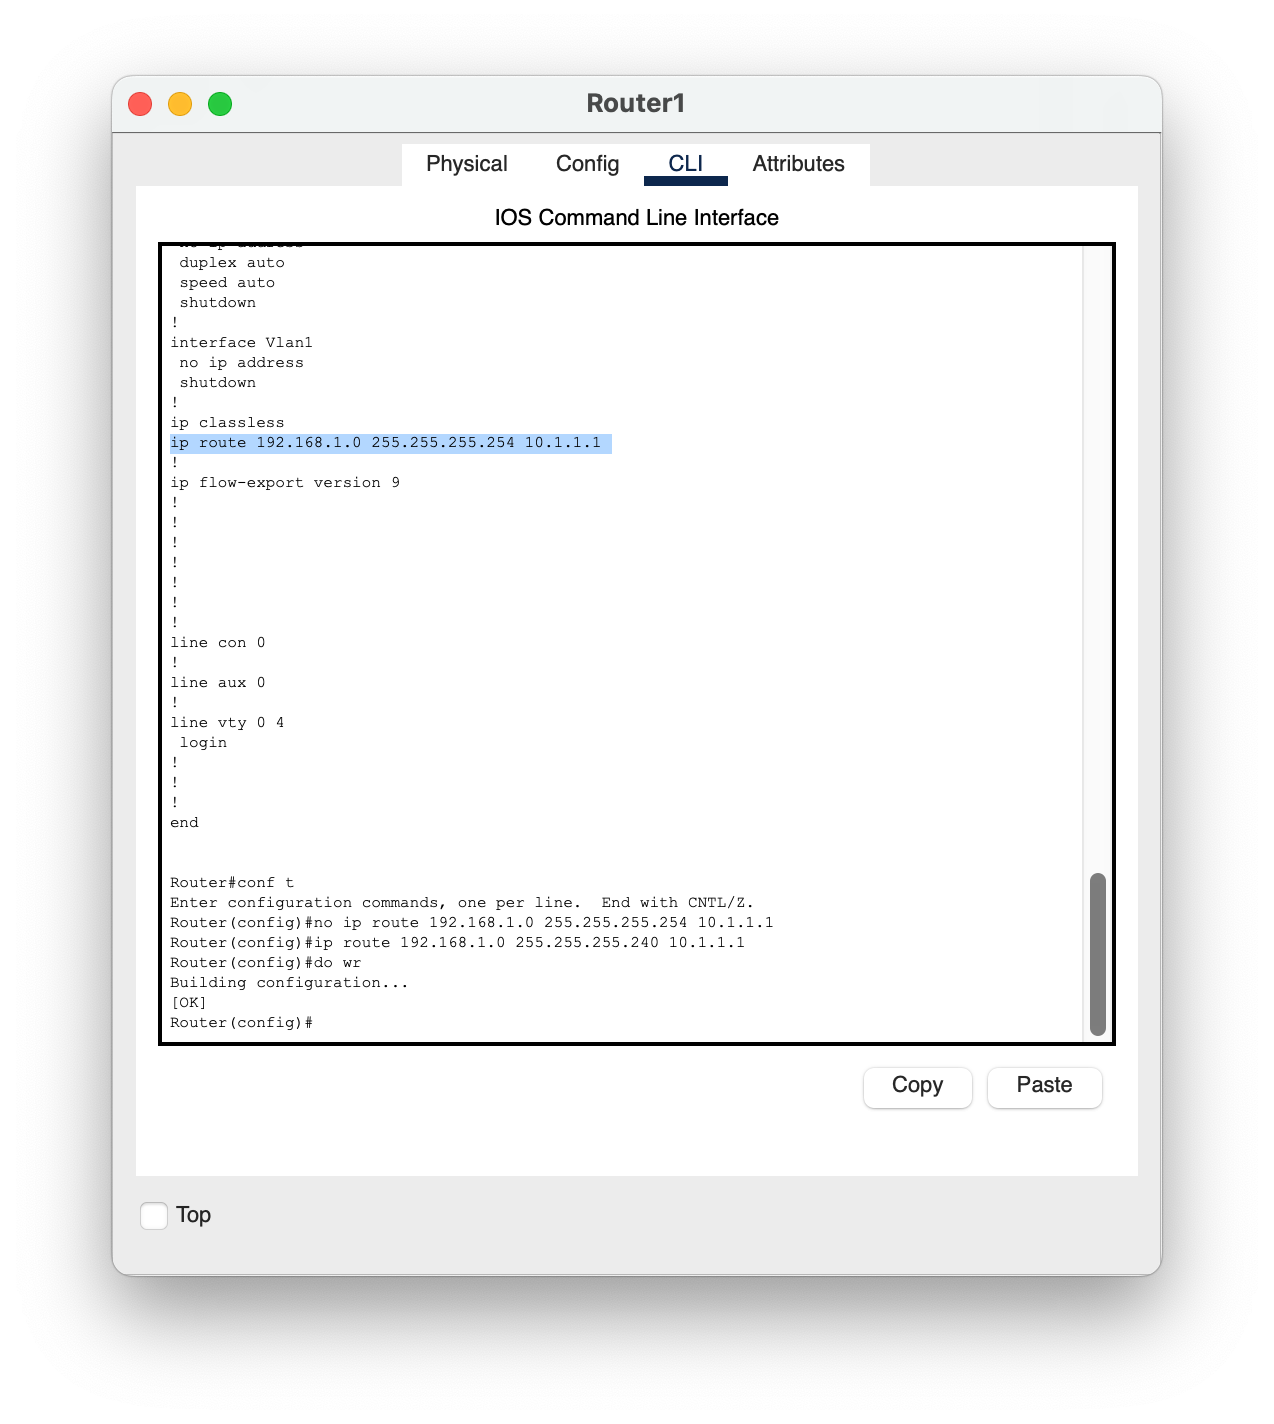 Router1
Physical Config CLI Attributes
IOS Command Line Interface
no ip address
duplex auto
speed auto
shutdown
!
interface Vlan1
no ip address
shutdown
!
ip classless
ip route 192.168.1.0 255.255.255.254 10.1.1.1
!
ip flow-export version 9
!
!
!
!
!
!
!
line con 0
!
line aux 0
!
line vty 0 4
login
!
!
!
end
Router#conf t
Enter configuration commands, one per line.  End with CNTL/Z.
Router(config)#no ip route 192.168.1.0 255.255.255.254 10.1.1.1
Router(config)#ip route 192.168.1.0 255.255.255.240 10.1.1.1
Router(config)#do wr
Building configuration...
[OK]
Router(config)#
Copy Paste
Top